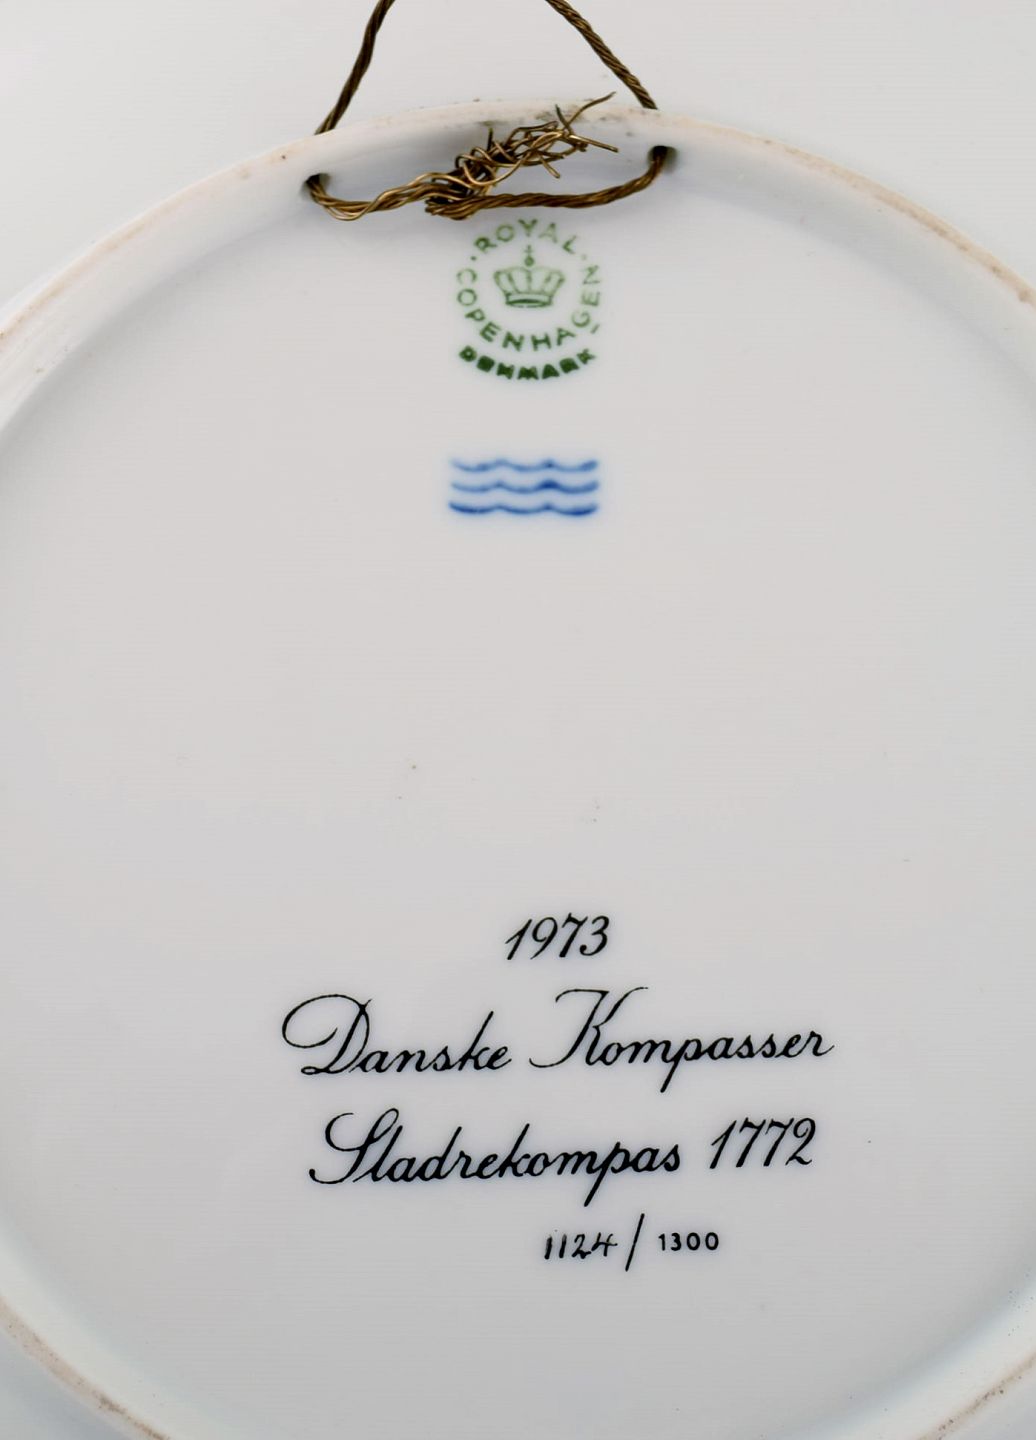 ROYAL
COPENHAGEN
DENMARK
1973
Danske Kompasser
Sladrekompas 1772
1124/1300